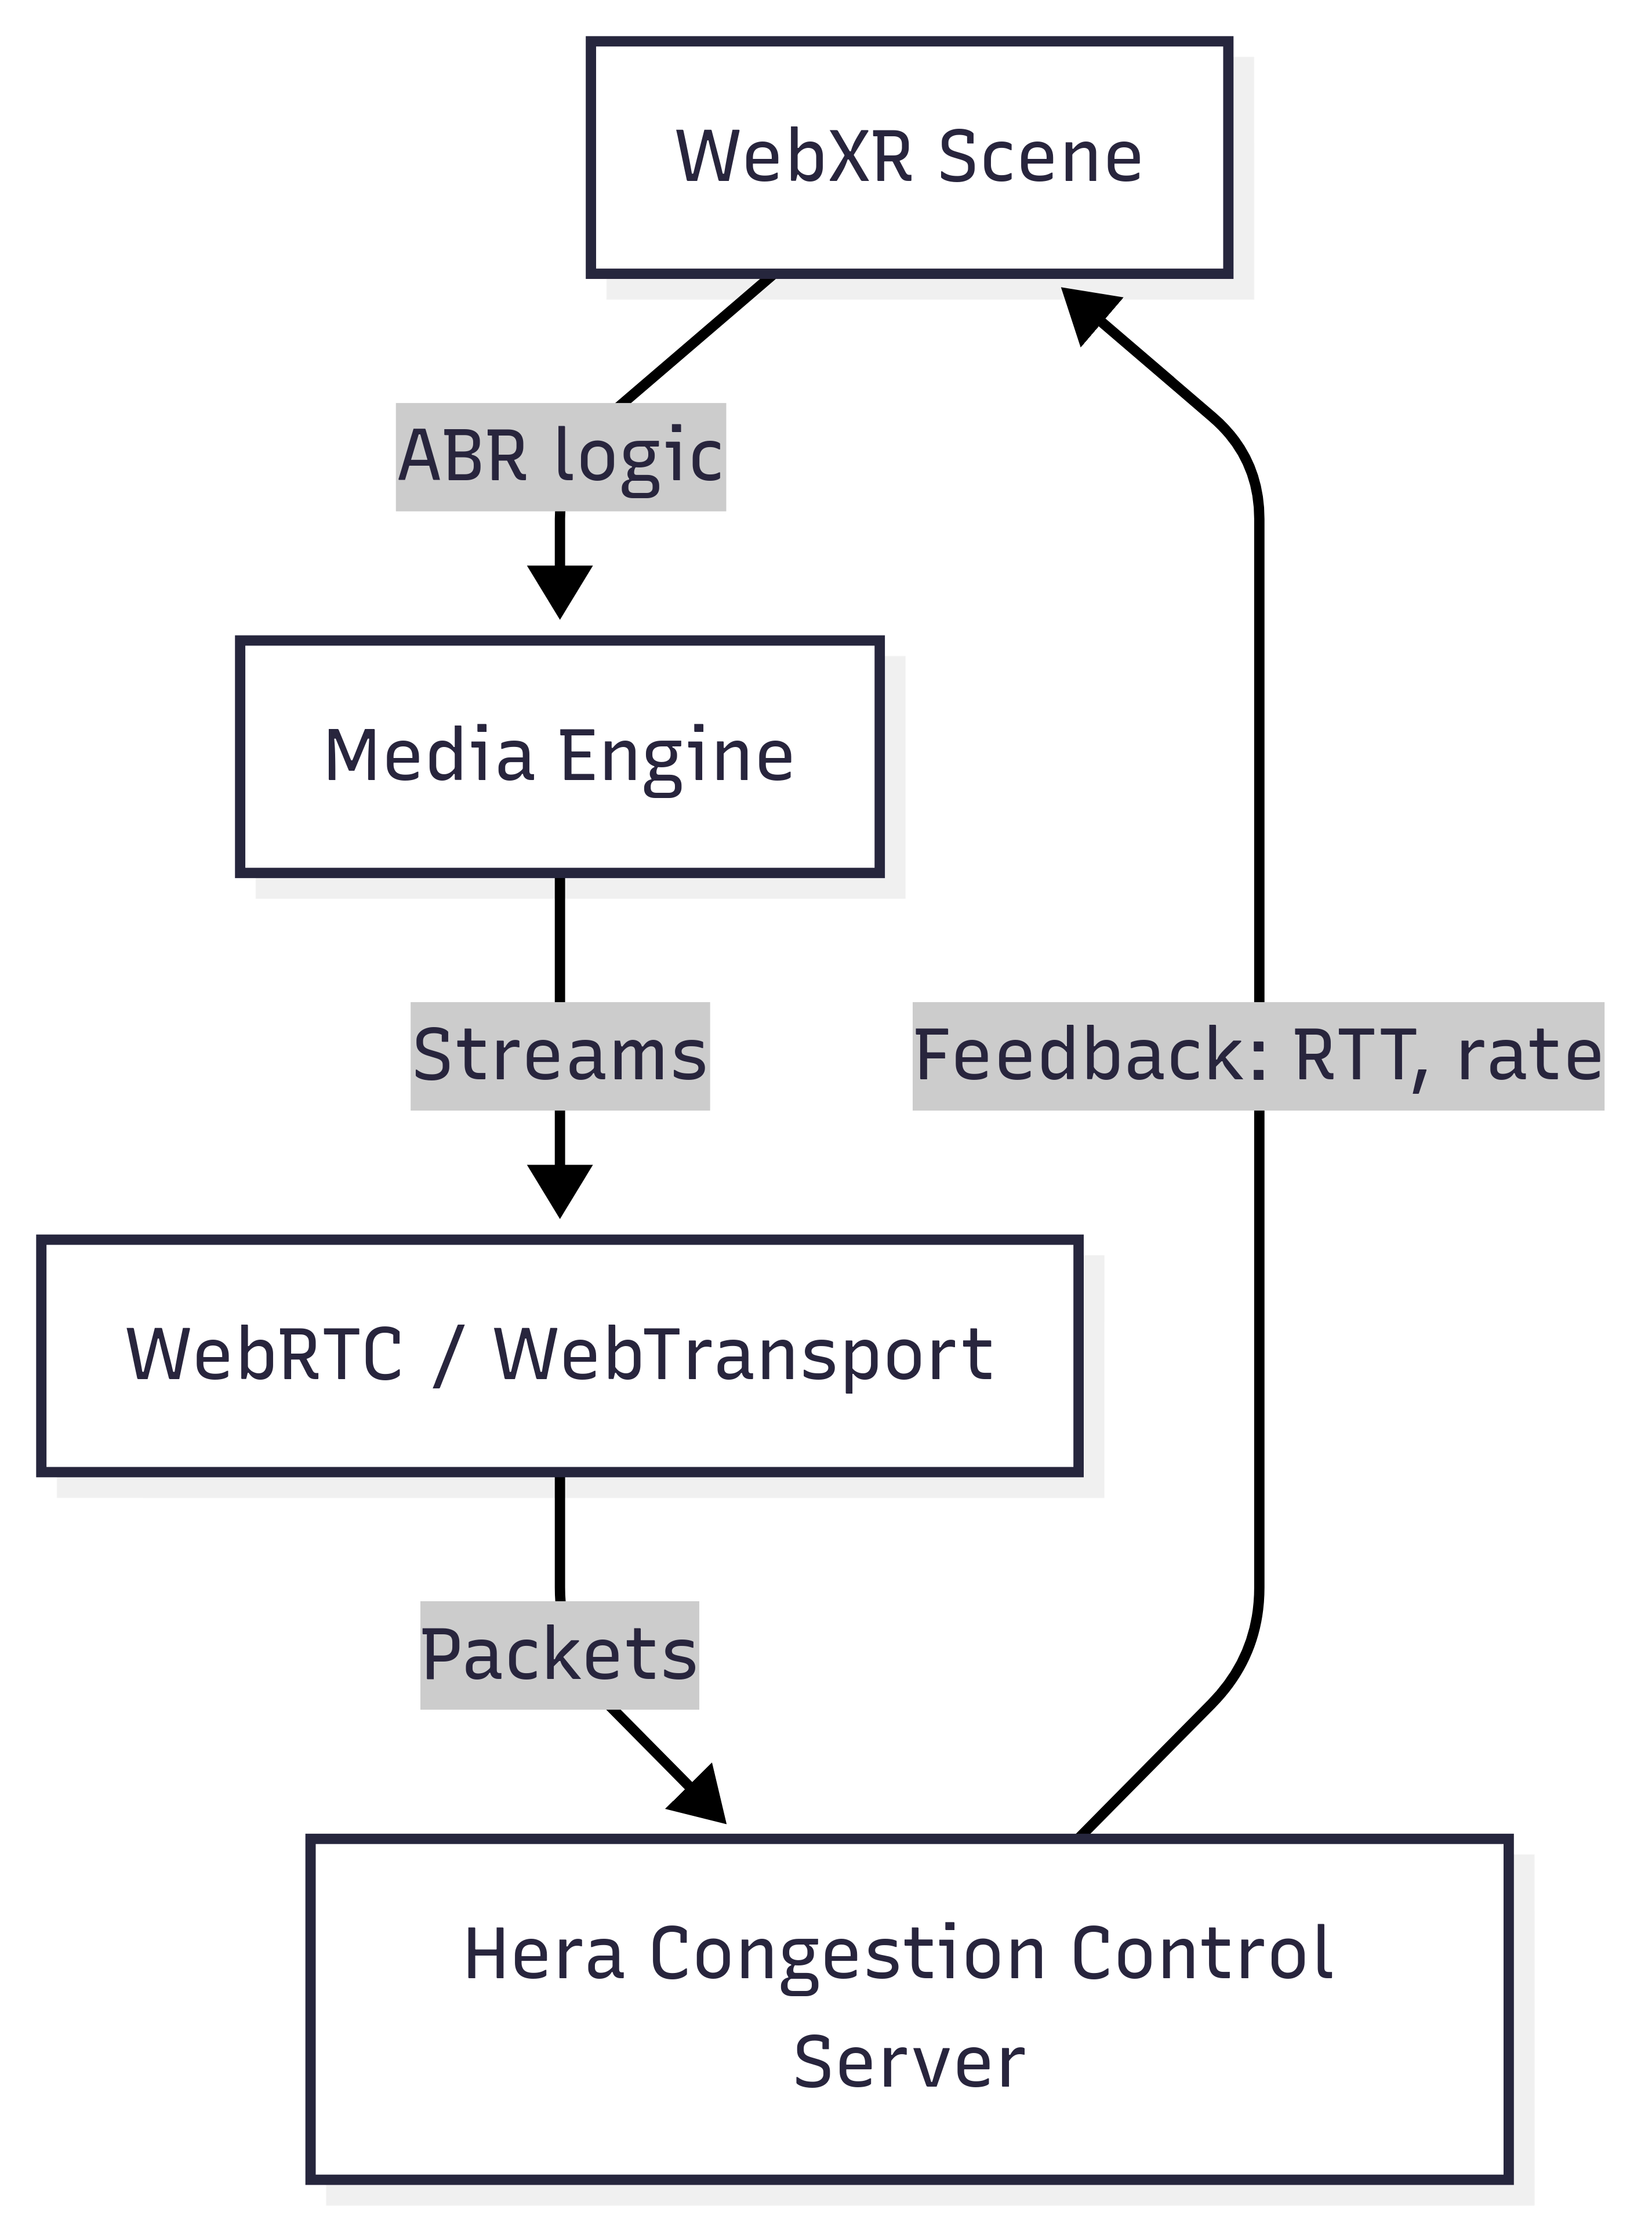 WebXR Scene
ABR logic
Media Engine
Streams
Feedback: RTT, rate
WebRTC / WebTransport
Packets
Hera Congestion Control
Server